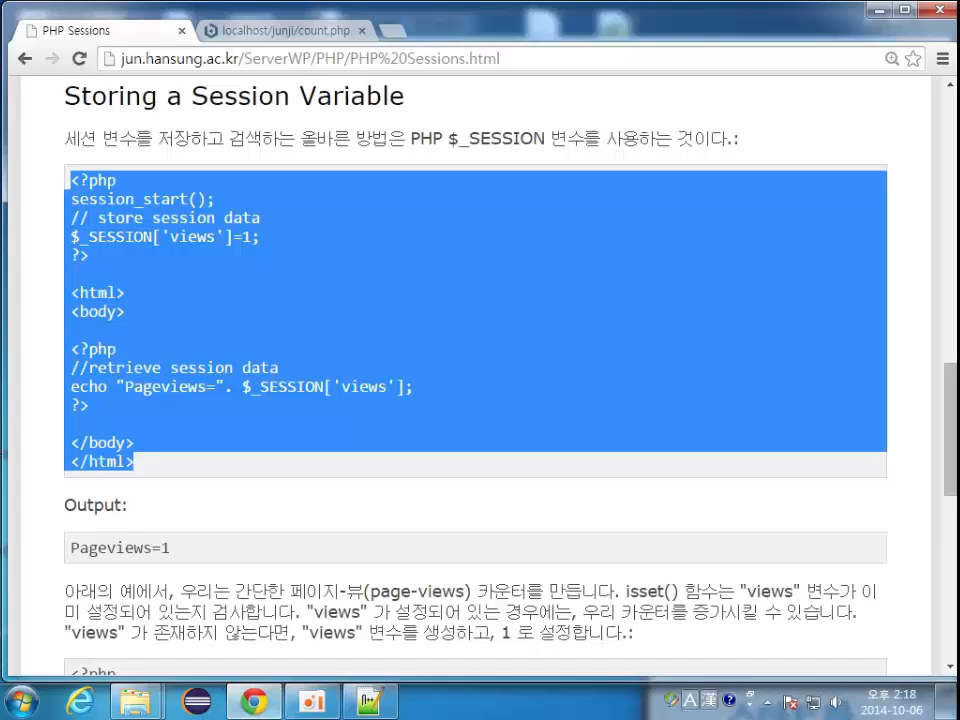 PHP Sessions
localhost/junji/count.php
jun.hansung.ac.kr/ServerWP/PHP/PHP%20Sessions.html
Storing a Session Variable
세션 변수를 저장하고 검색하는 올바른 방법은 PHP $_SESSION 변수를 사용하는 것이다.:
<?php
session_start();
// store session data
$_SESSION['views']=1;
?>
<html>
<body>
<?php
//retrieve session data
echo "Pageviews=". $_SESSION['views'];
?>
</body>
</html>
Output:
Pageviews=1
아래의 예에서, 우리는 간단한 페이지-뷰(page-views) 카운터를 만듭니다. isset() 함수는 "views" 변수가 이
미 설정되어 있는지 검사합니다. "views" 가 설정되어 있는 경우에는, 우리 카운터를 증가시킬 수 있습니다.
"views" 가 존재하지 않는다면, "views" 변수를 생성하고, 1 로 설정합니다.:
<?php
A 漢
오후 2:18
2014-10-06